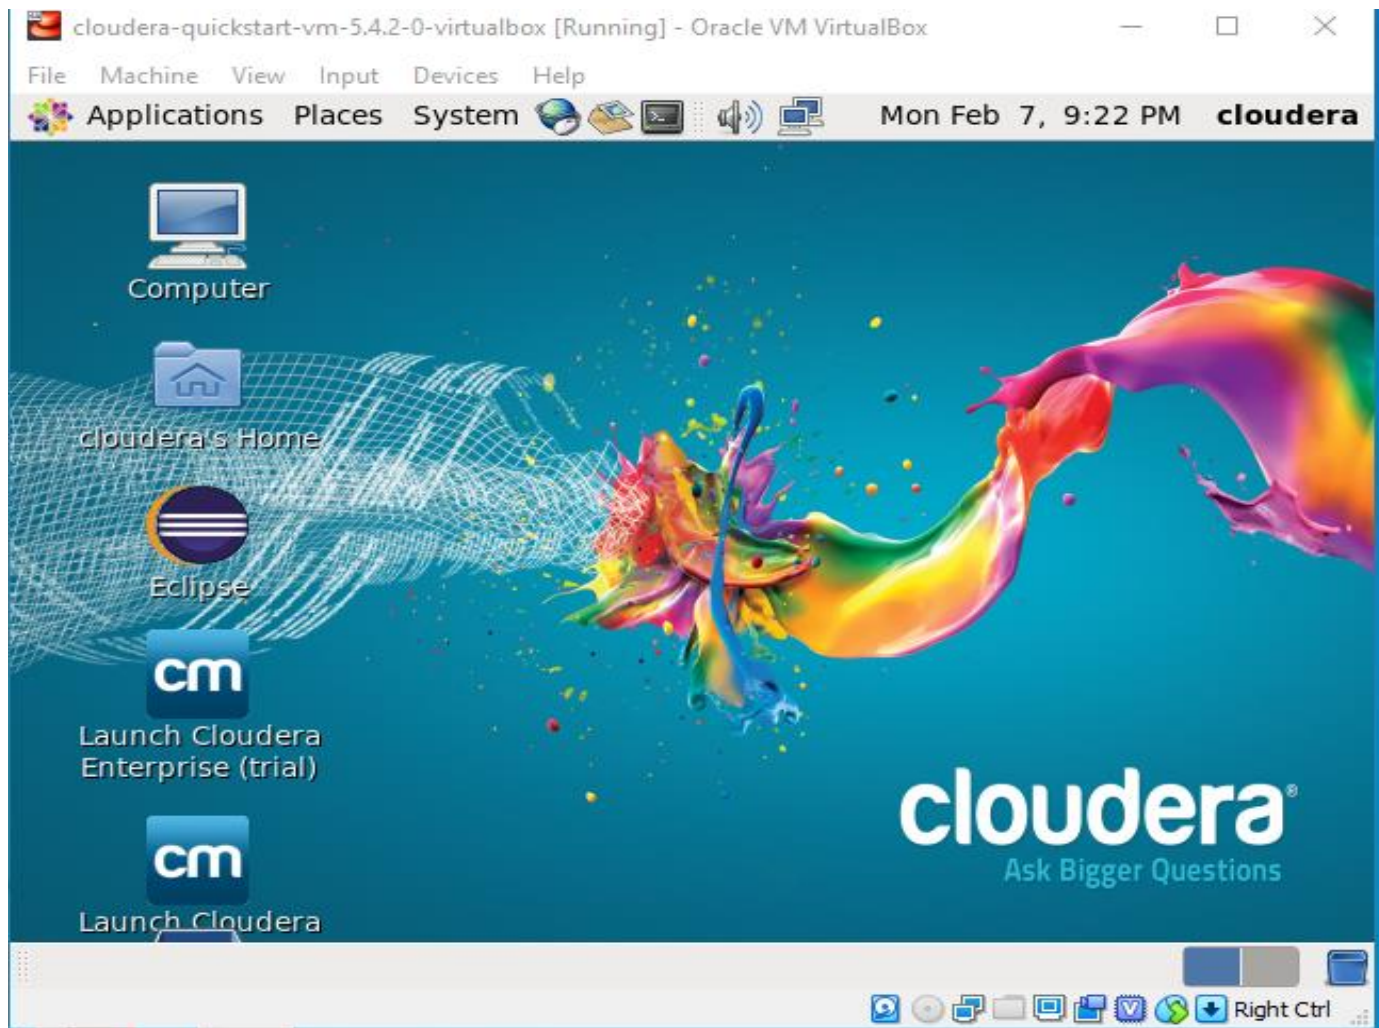 cloudera-quickstart-vm-5.4.2-0-virtualbox [Running] - Oracle VM VirtualBox
File Machine View Input Devices Help
Applications Places System Mon Feb 7, 9:22 PM cloudera
Computer
cloudera's Home
Eclipse
cm
Launch Cloudera
Enterprise (trial)
cm
Launch Cloudera
cloudera®
Ask Bigger Questions
Right Ctrl